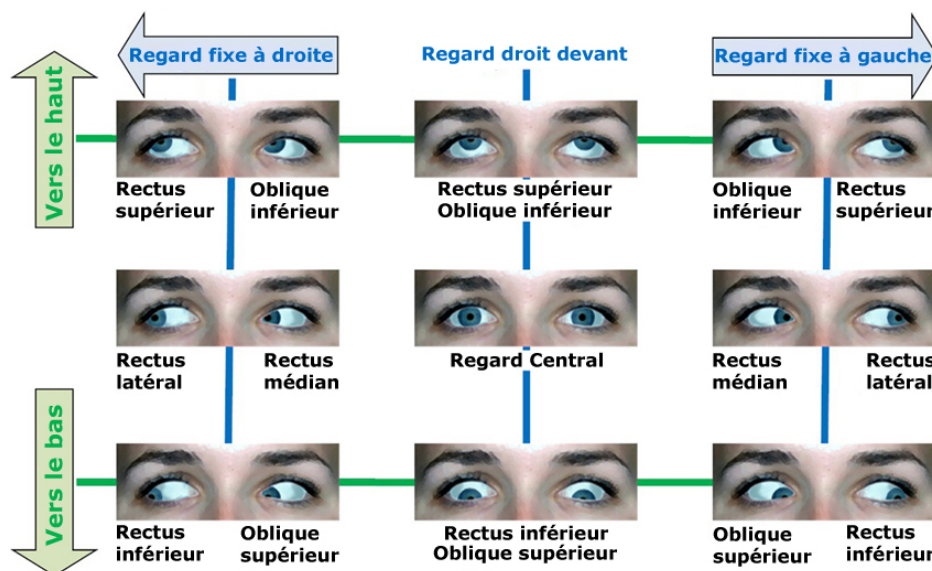 Regard fixe à droite
Regard droit devant
Regard fixe à gauche
Vers le haut
Rectus supérieur
Oblique inférieur
Rectus supérieur
Oblique inférieur
Oblique inférieur
Rectus supérieur
Rectus latéral
Rectus médian
Regard Central
Rectus médian
Rectus latéral
Vers le bas
Rectus inférieur
Oblique supérieur
Rectus inférieur
Oblique supérieur
Oblique supérieur
Rectus inférieur